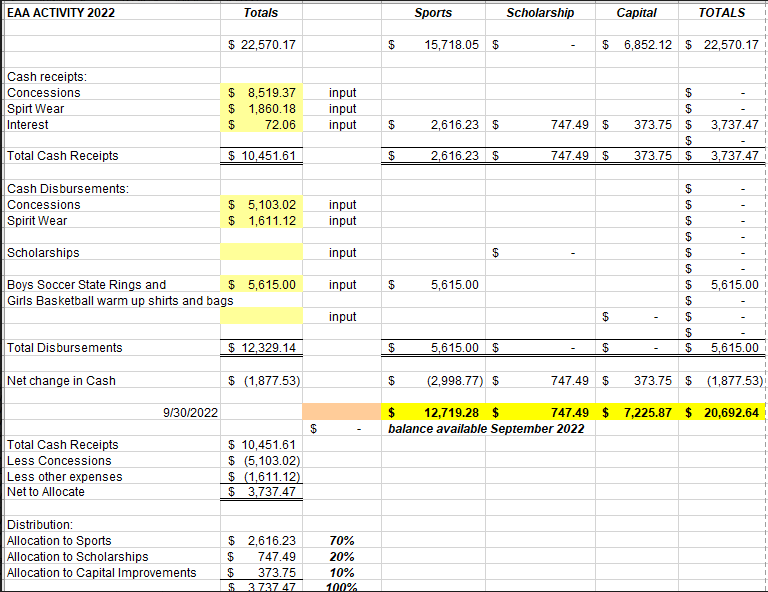 EAA ACTIVITY 2022 Totals Sports Scholarship Capital TOTALS
$ 22,570.17 $ 15,718.05 $ - $ 6,852.12 $ 22,570.17
Cash receipts:
Concessions $ 8,519.37 input $ -
Spirt Wear $ 1,860.18 input $ -
Interest $ 72.06 input $ 2,616.23 $ 747.49 $ 373.75 $ 3,737.47
$ -
Total Cash Receipts $ 10,451.61 $ 2,616.23 $ 747.49 $ 373.75 $ 3,737.47
Cash Disbursements: $ -
Concessions $ 5,103.02 input $ -
Spirit Wear $ 1,611.12 input $ -
$ -
Scholarships input $ - $ -
$ -
Boys Soccer State Rings and $ 5,615.00 input $ 5,615.00 $ 5,615.00
Girls Basketball warm up shirts and bags $ -
input $ - $ -
$ -
Total Disbursements $ 12,329.14 $ 5,615.00 $ - $ - $ 5,615.00
Net change in Cash $ (1,877.53) $ (2,998.77) $ 747.49 $ 373.75 $ (1,877.53)
9/30/2022 $ 12,719.28 $ 747.49 $ 7,225.87 $ 20,692.64
$ - balance available September 2022
Total Cash Receipts $ 10,451.61
Less Concessions $ (5,103.02)
Less other expenses $ (1,611.12)
Net to Allocate $ 3,737.47
Distribution:
Allocation to Sports $ 2,616.23 70%
Allocation to Scholarships $ 747.49 20%
Allocation to Capital Improvements $ 373.75 10%
$ 3,737.47 100%